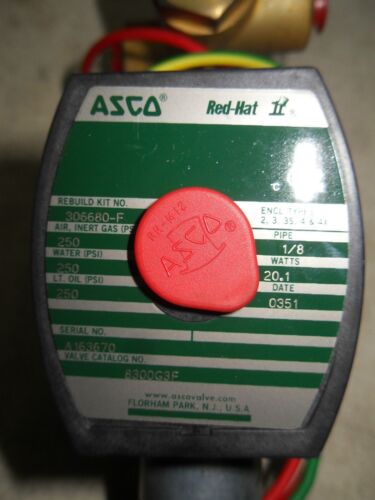 ASCO® Red-Hat II®
REBUILD KIT NO.
306680-F
AIR, INERT GAS (PS
250
WATER (PSI)
250
LT. OIL (PSI)
250
SERIAL NO.
A163670
VALVE CATALOG NO.
8300G3F
www.ascovalve.com
FLORHAM PARK, N.J., U.S.A
C
ENCL. TYPES
2, 3, 3S, 4 & 4X
PIPE
1/8
WATTS
20.1
DATE
0351
ASCO®